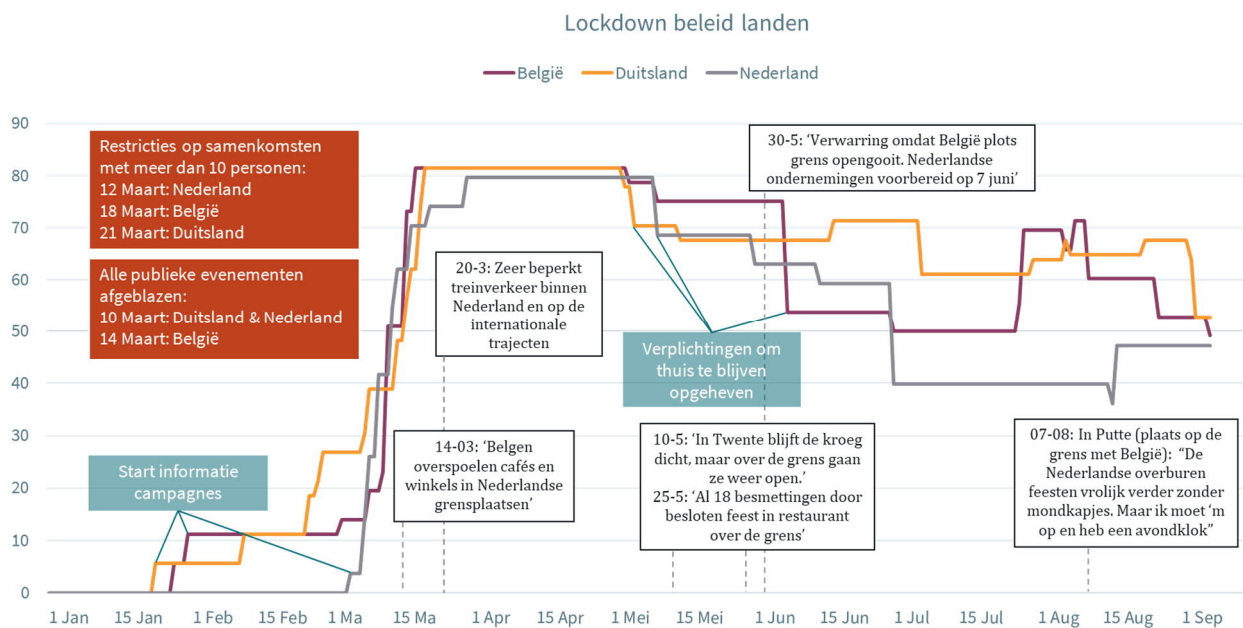 Lockdown beleid landen
België
Duitsland
Nederland
90
80
70
60
50
40
30
20
10
0
Restricties op samenkomsten
met meer dan 10 personen:
12 Maart: Nederland
18 Maart: België
21 Maart: Duitsland
Alle publieke evenementen
afgeblazen:
10 Maart: Duitsland & Nederland
14 Maart: België
Start informatie
campagnes
20-3: Zeer beperkt
treinverkeer binnen
Nederland en op de
internationale
trajecten
14-03: ‘Belgen
overspoelen cafés en
winkels in Nederlandse
grensplaatsen’
30-5: ‘Verwarring omdat België plots
grens opengooit. Nederlandse
ondernemingen voorbereid op 7 juni’
Verplichtingen om
thuis te blijven
opgeheven
10-5: ‘In Twente blijft de kroeg
dicht, maar over de grens gaan
ze weer open.’
25-5: ‘Al 18 besmettingen door
besloten feest in restaurant
over de grens’
07-08: In Putte (plaats op de
grens met België): “De
Nederlandse overburen
feesten vrolijk verder zonder
mondkapjes. Maar ik moet ‘m
op en heb een avondklok”
1 Jan
15 Jan
1 Feb
15 Feb
1 Ma
15 Ma
1 Apr
15 Apr
1 Mei
15 Mei
1 Jun
15 Jun
1 Jul
15 Jul
1 Aug
15 Aug
1 Sep